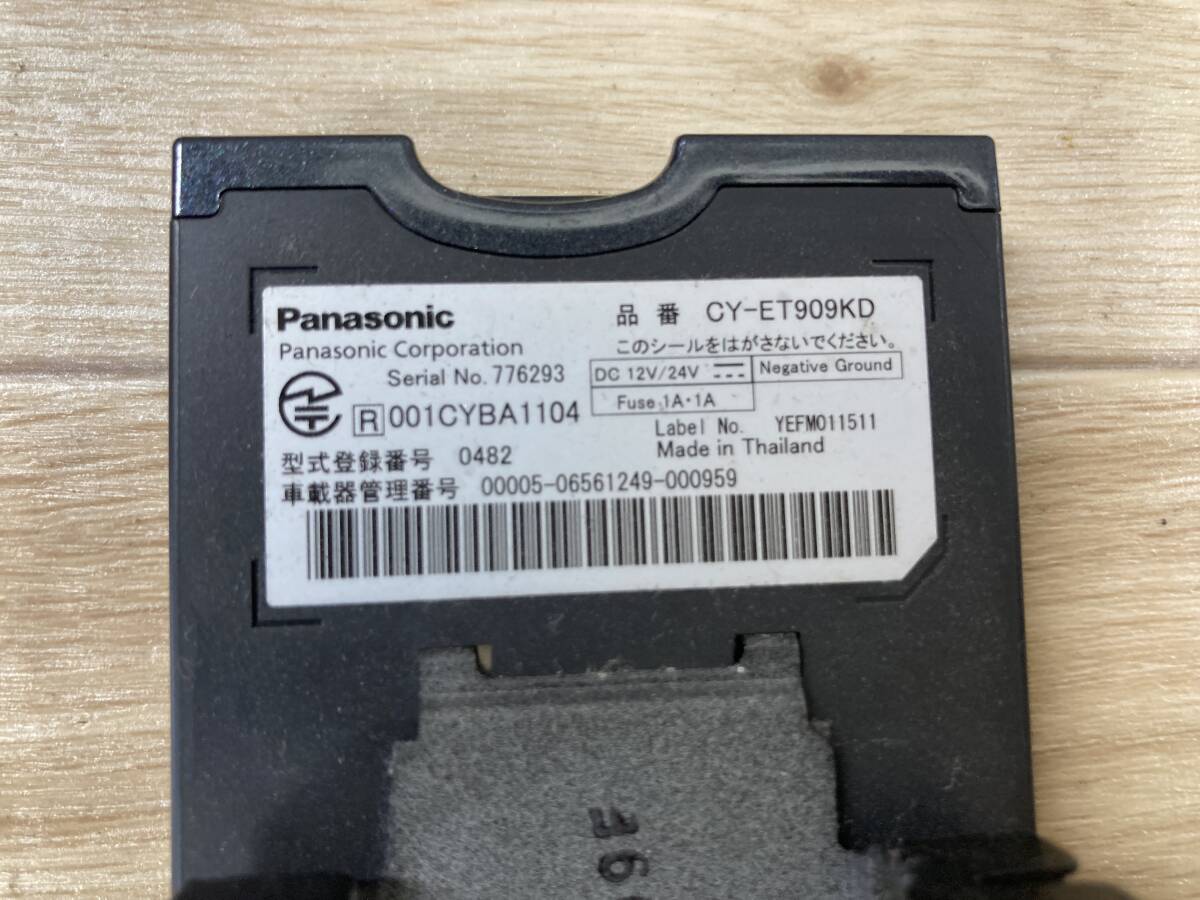 Panasonic
品番 CY-ET909KD
Panasonic Corporation
このシールをはがさないでください。
Serial No. 776293
DC 12V/24V
Negative Ground
Fuse 1A・1A
R 001CYBA1104
Label No. YEFM011511
Made in Thailand
型式登録番号 0482
車載器管理番号 00005-06561249-000959